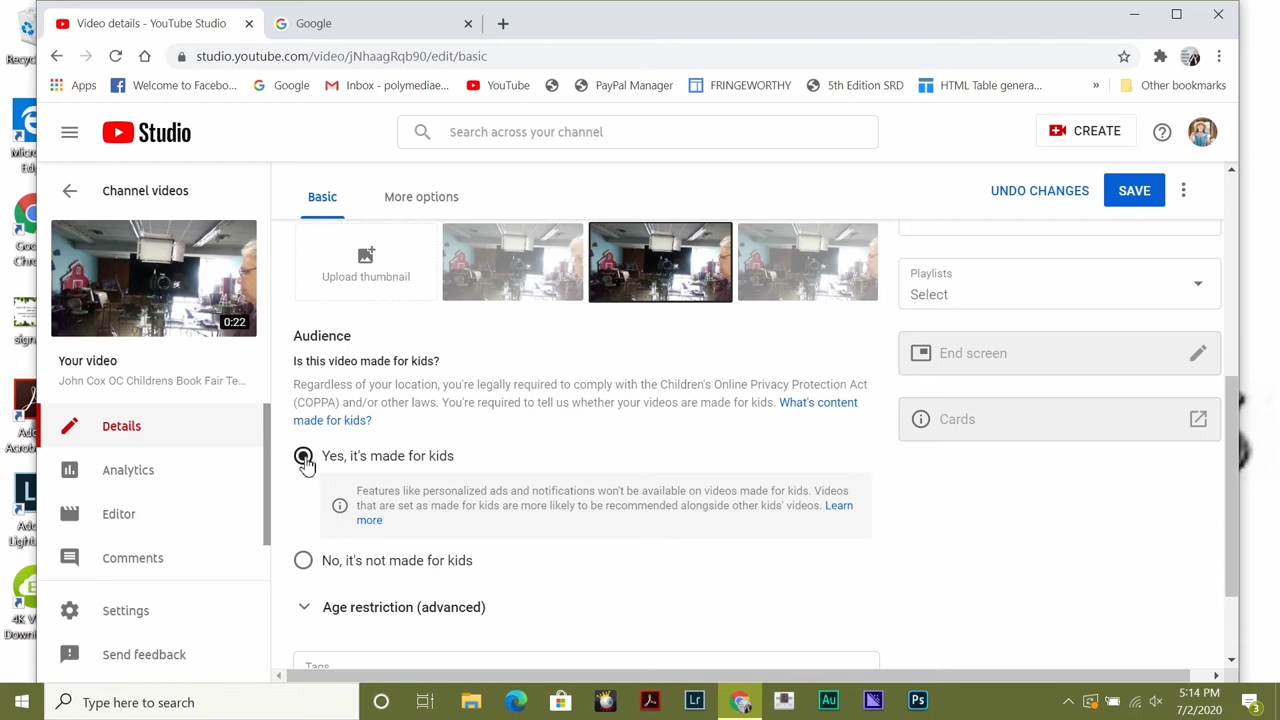 Video details - YouTube Studio
Google
studio.youtube.com/video/jNhaagRqb90/edit/basic
Apps
Welcome to Facebo...
Google
Inbox - polymediae...
YouTube
PayPal Manager
FRINGEWORTHY
5th Edition SRD
HTML Table genera...
»
Other bookmarks
Studio
Search across your channel
CREATE
Channel videos
Basic
More options
UNDO CHANGES
SAVE
0:22
Your video
John Cox OC Childrens Book Fair Te...
Details
Analytics
Editor
Comments
Settings
Send feedback
Upload thumbnail
Audience
Is this video made for kids?
Regardless of your location, you're legally required to comply with the Children's Online Privacy Protection Act
(COPPA) and/or other laws. You're required to tell us whether your videos are made for kids. What's content
made for kids?
Yes, it's made for kids
Features like personalized ads and notifications won't be available on videos made for kids. Videos
that are set as made for kids are more likely to be recommended alongside other kids' videos. Learn
more
No, it's not made for kids
Age restriction (advanced)
Tags
Playlists
Select
End screen
Cards
Type here to search
Lr
Au
Ps
5:14 PM
7/2/2020
3